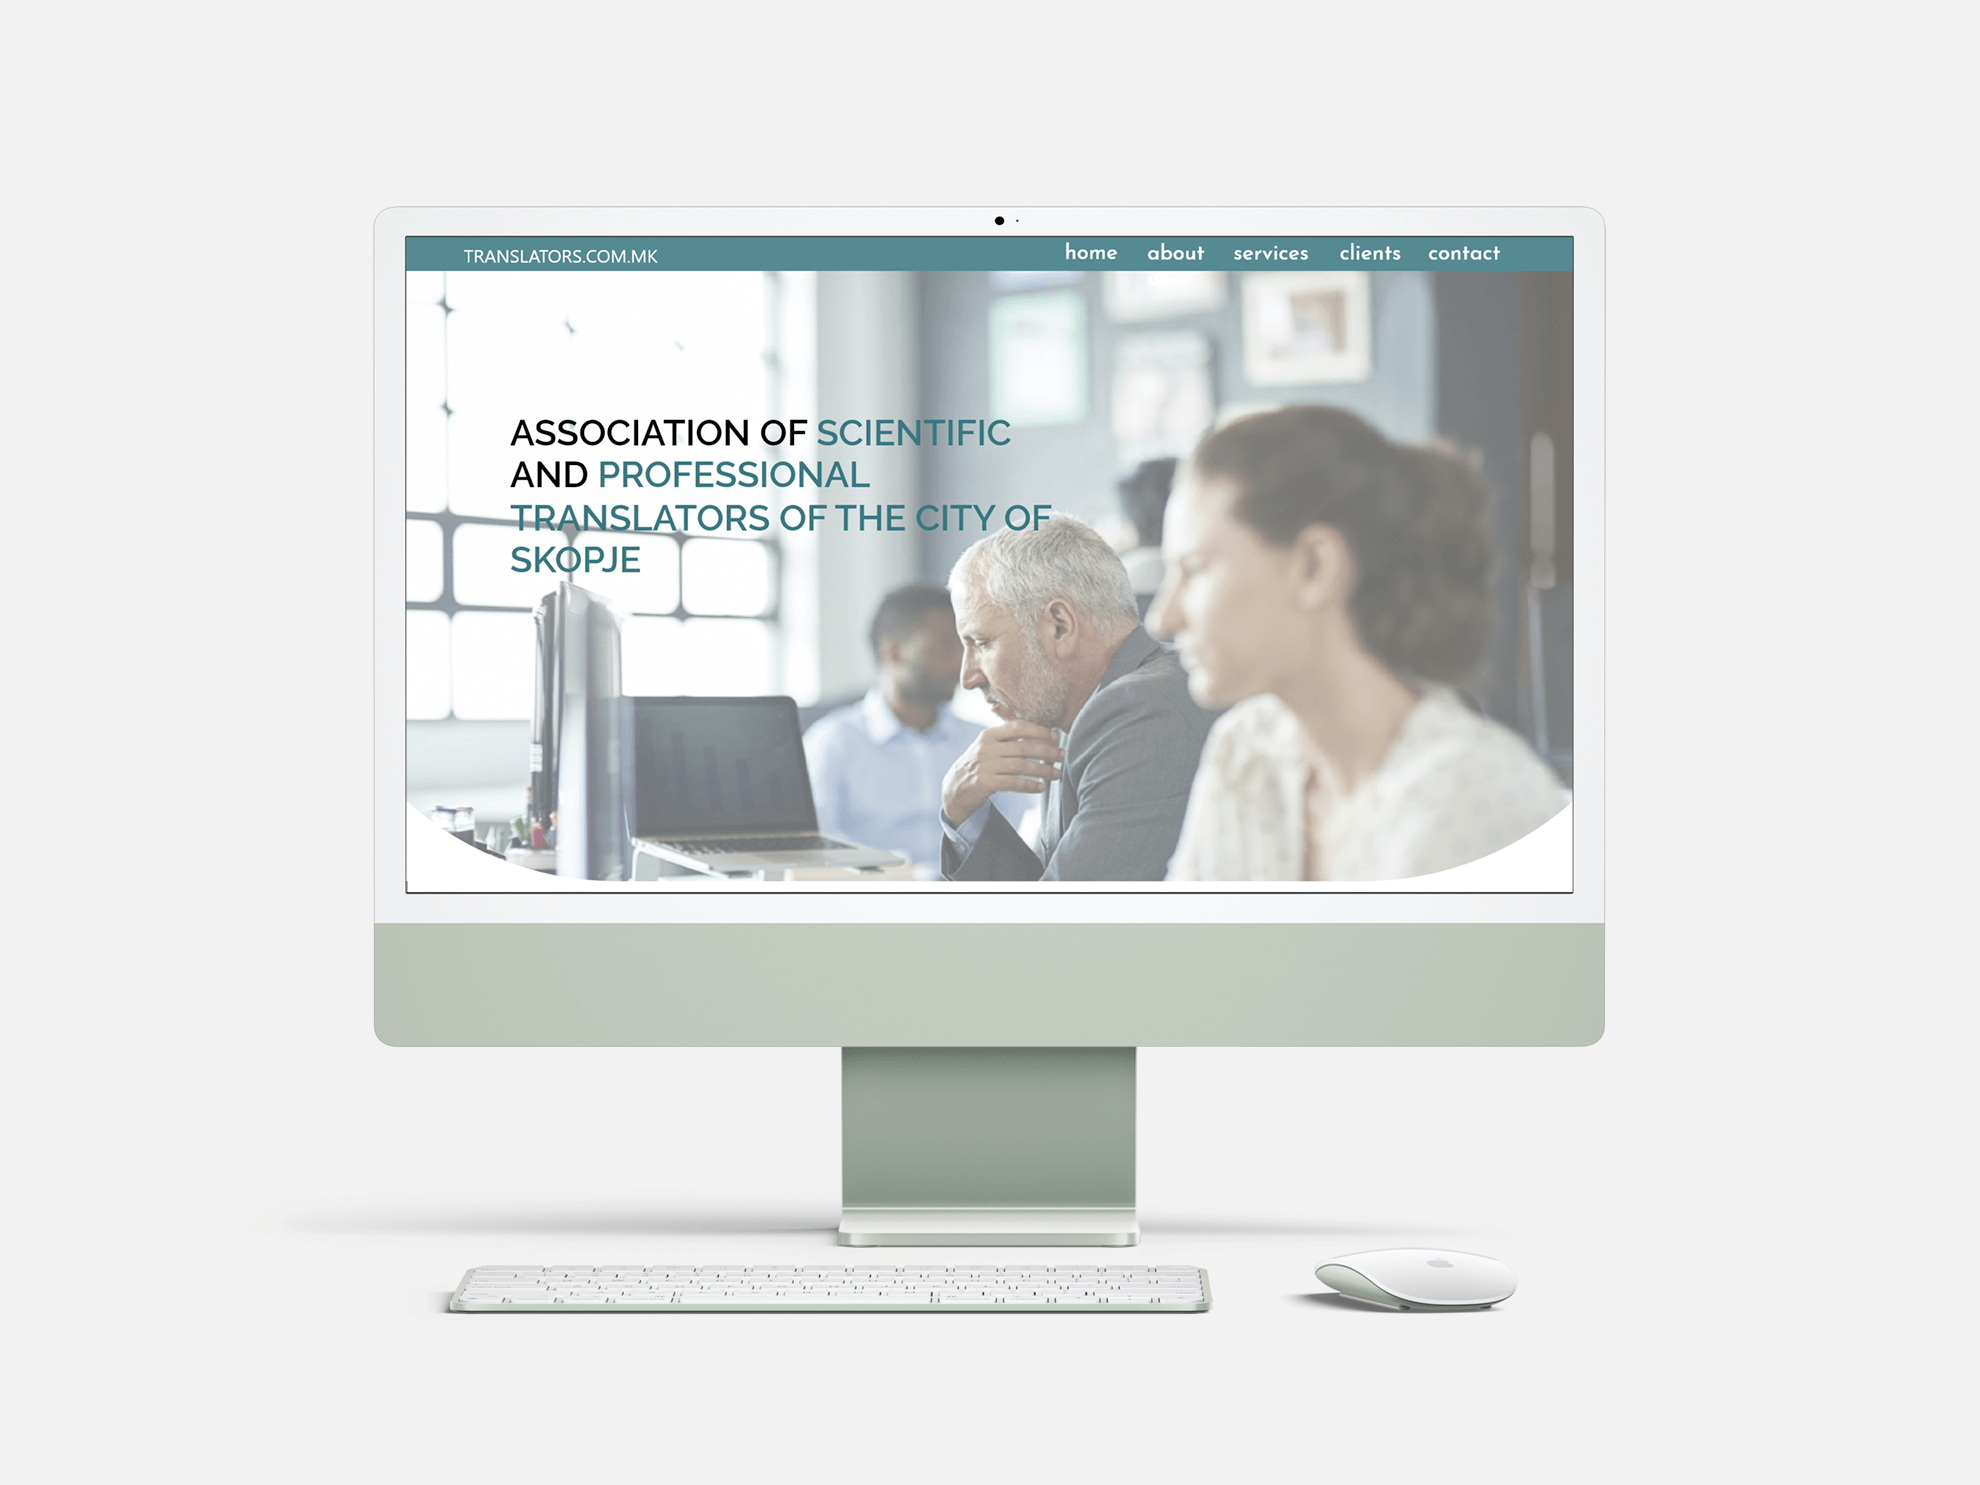 TRANSLATORS.COM.MK
home about services clients contact
ASSOCIATION OF SCIENTIFIC
AND PROFESSIONAL
TRANSLATORS OF THE CITY OF
SKOPJE